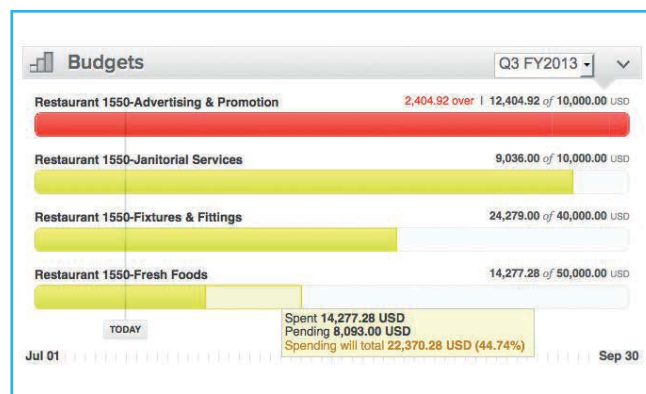 Budgets
Q3 FY2013
Restaurant 1550-Advertising & Promotion
2,404.92 over | 12,404.92 of 10,000.00 USD
Restaurant 1550-Janitorial Services
9,036.00 of 10,000.00 USD
Restaurant 1550-Fixtures & Fittings
24,279.00 of 40,000.00 USD
Restaurant 1550-Fresh Foods
14,277.28 of 50,000.00 USD
Spent 14,277.28 USD
Pending 8,093.00 USD
Spending will total 22,370.28 USD (44.74%)
TODAY
Jul 01
Sep 30